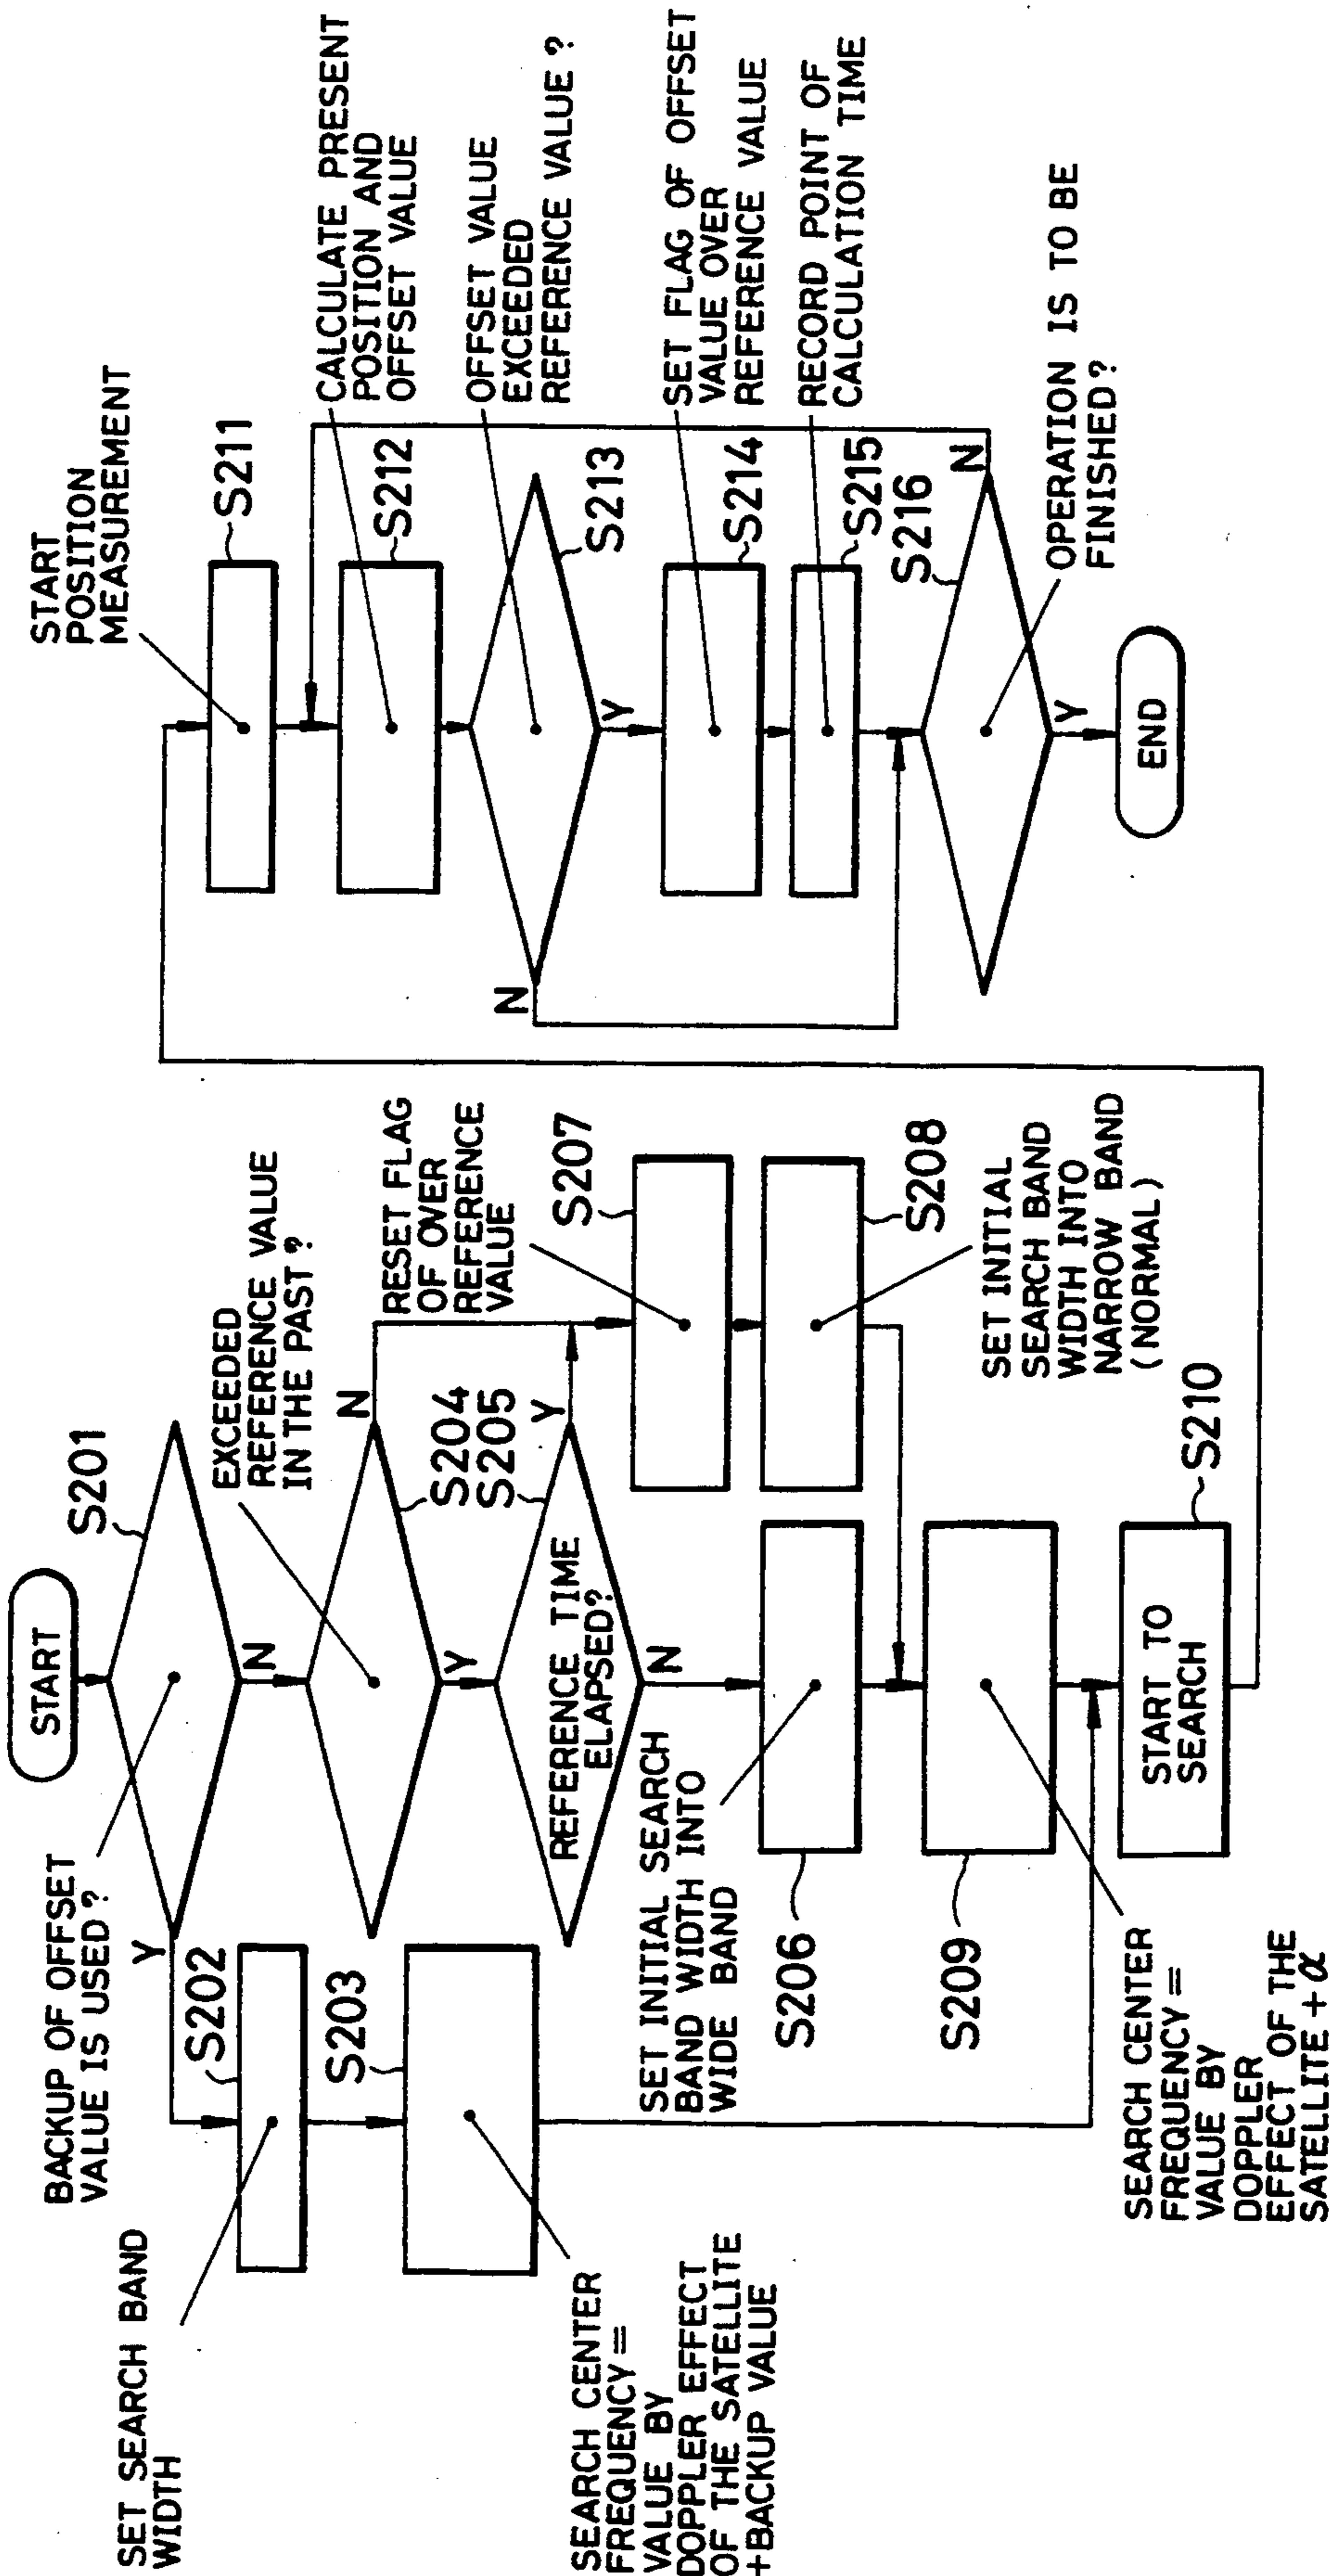 START
S201
BACKUP OF OFFSET
VALUE IS USED?
Y
N
SET SEARCH BAND
WIDTH
S202
S203
SEARCH CENTER
FREQUENCY=
VALUE BY
DOPPLER EFFECT
OF THE SATELLITE
+BACKUP VALUE
EXCEEDED
REFERENCE VALUE
IN THE PAST?
N
S204
Y
S205
REFERENCE TIME
ELAPSED?
Y
N
RESET FLAG
OF OVER
REFERENCE
VALUE
S207
SET INITIAL SEARCH
BAND WIDTH INTO
WIDE BAND
S206
S208
SET INITIAL
SEARCH BAND
WIDTH INTO
NARROW BAND
(NORMAL)
S209
SEARCH CENTER
FREQUENCY=
VALUE BY
DOPPLER
EFFECT OF THE
SATELLITE+α
START TO
SEARCH
S210
START
POSITION
MEASUREMENT
S211
CALCULATE PRESENT
POSITION AND
OFFSET VALUE
S212
OFFSET VALUE
EXCEEDED
REFERENCE VALUE?
S213
N
Y
SET FLAG OF OFFSET
VALUE OVER
REFERENCE VALUE
S214
RECORD POINT OF
CALCULATION TIME
S215
S216
N
OPERATION IS TO BE
FINISHED?
Y
END